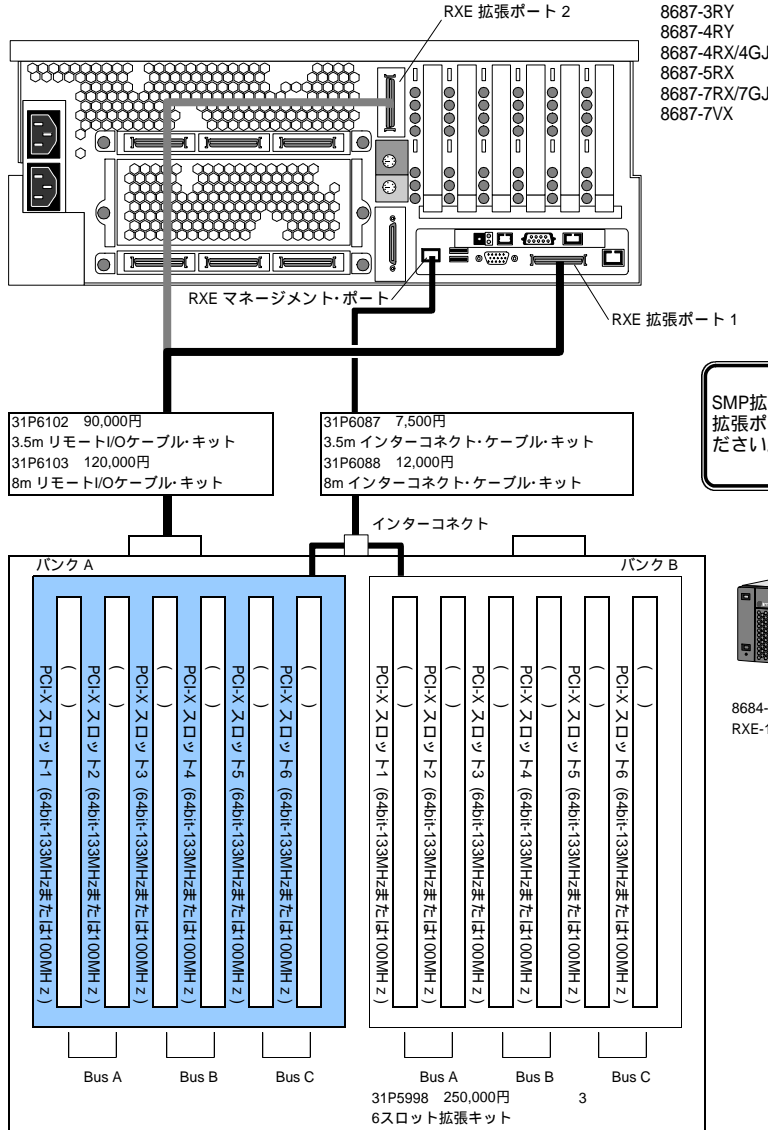 RXE 拡張ポート 2
8687-3RY
8687-4RY
8687-4RX/4GJ
8687-5RX
8687-7RX/7GJ
8687-7VX
RXE マネージメント・ポート
RXE 拡張ポート 1
SMP拡
拡張ポ
ださい
31P6102 90,000円
3.5m リモートI/Oケーブル・キット
31P6103 120,000円
8m リモートI/Oケーブル・キット
31P6087 7,500円
3.5m インターコネクト・ケーブル・キット
31P6088 12,000円
8m インターコネクト・ケーブル・キット
インターコネクト
バンク A
バンク B
PCI-X スロット1 (64bit-133MHzまたは100MHz)
( )
PCI-X スロット2 (64bit-133MHzまたは100MHz)
( )
PCI-X スロット3 (64bit-133MHzまたは100MHz)
( )
PCI-X スロット4 (64bit-133MHzまたは100MHz)
( )
PCI-X スロット5 (64bit-133MHzまたは100MHz)
( )
PCI-X スロット6 (64bit-133MHzまたは100MHz)
( )
PCI-X スロット1 (64bit-133MHzまたは100MHz)
( )
PCI-X スロット2 (64bit-133MHzまたは100MHz)
( )
PCI-X スロット3 (64bit-133MHzまたは100MHz)
( )
PCI-X スロット4 (64bit-133MHzまたは100MHz)
( )
PCI-X スロット5 (64bit-133MHzまたは100MHz)
( )
PCI-X スロット6 (64bit-133MHzまたは100MHz)
( )
8684-
RXE-1
Bus A
Bus B
Bus C
Bus A
Bus B
Bus C
31P5998 250,000円 3
6スロット拡張キット